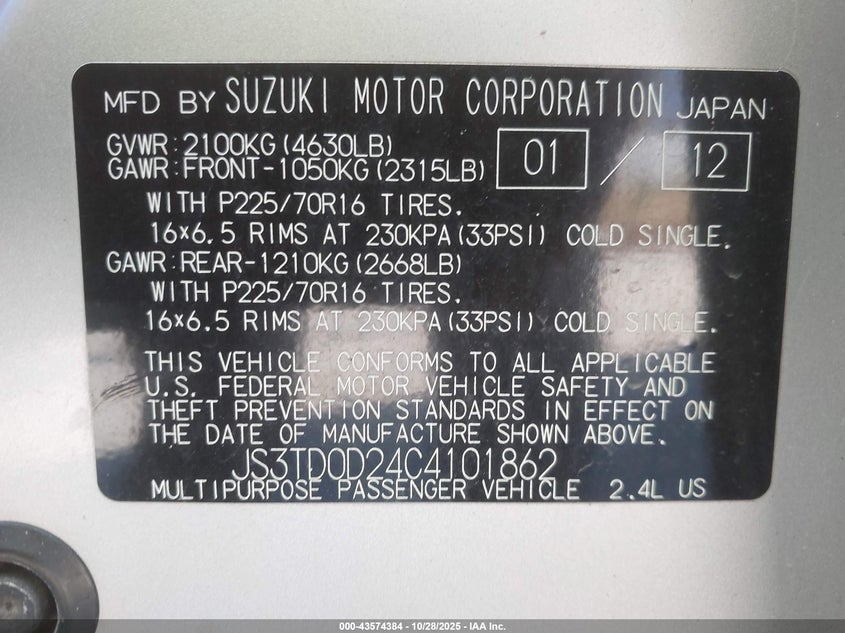 MFD BY SUZUKI MOTOR CORPORATION JAPAN
GVWR:2100KG(4630LB)
GAWR:FRONT-1050KG(2315LB) 01 / 12
WITH P225/70R16 TIRES.
16×6.5 RIMS AT 230KPA(33PSI) COLD SINGLE.
GAWR:REAR-1210KG(2668LB)
WITH P225/70R16 TIRES.
16×6.5 RIMS AT 230KPA(33PSI) COLD SINGLE.
THIS VEHICLE CONFORMS TO ALL APPLICABLE
U.S. FEDERAL MOTOR VEHICLE SAFETY AND
THEFT PREVENTION STANDARDS IN EFFECT ON
THE DATE OF MANUFACTURE SHOWN ABOVE.
JS3TD0D24C4101862
MULTIPURPOSE PASSENGER VEHICLE 2.4L US
000-43574384 | 10/28/2025 - IAA Inc.